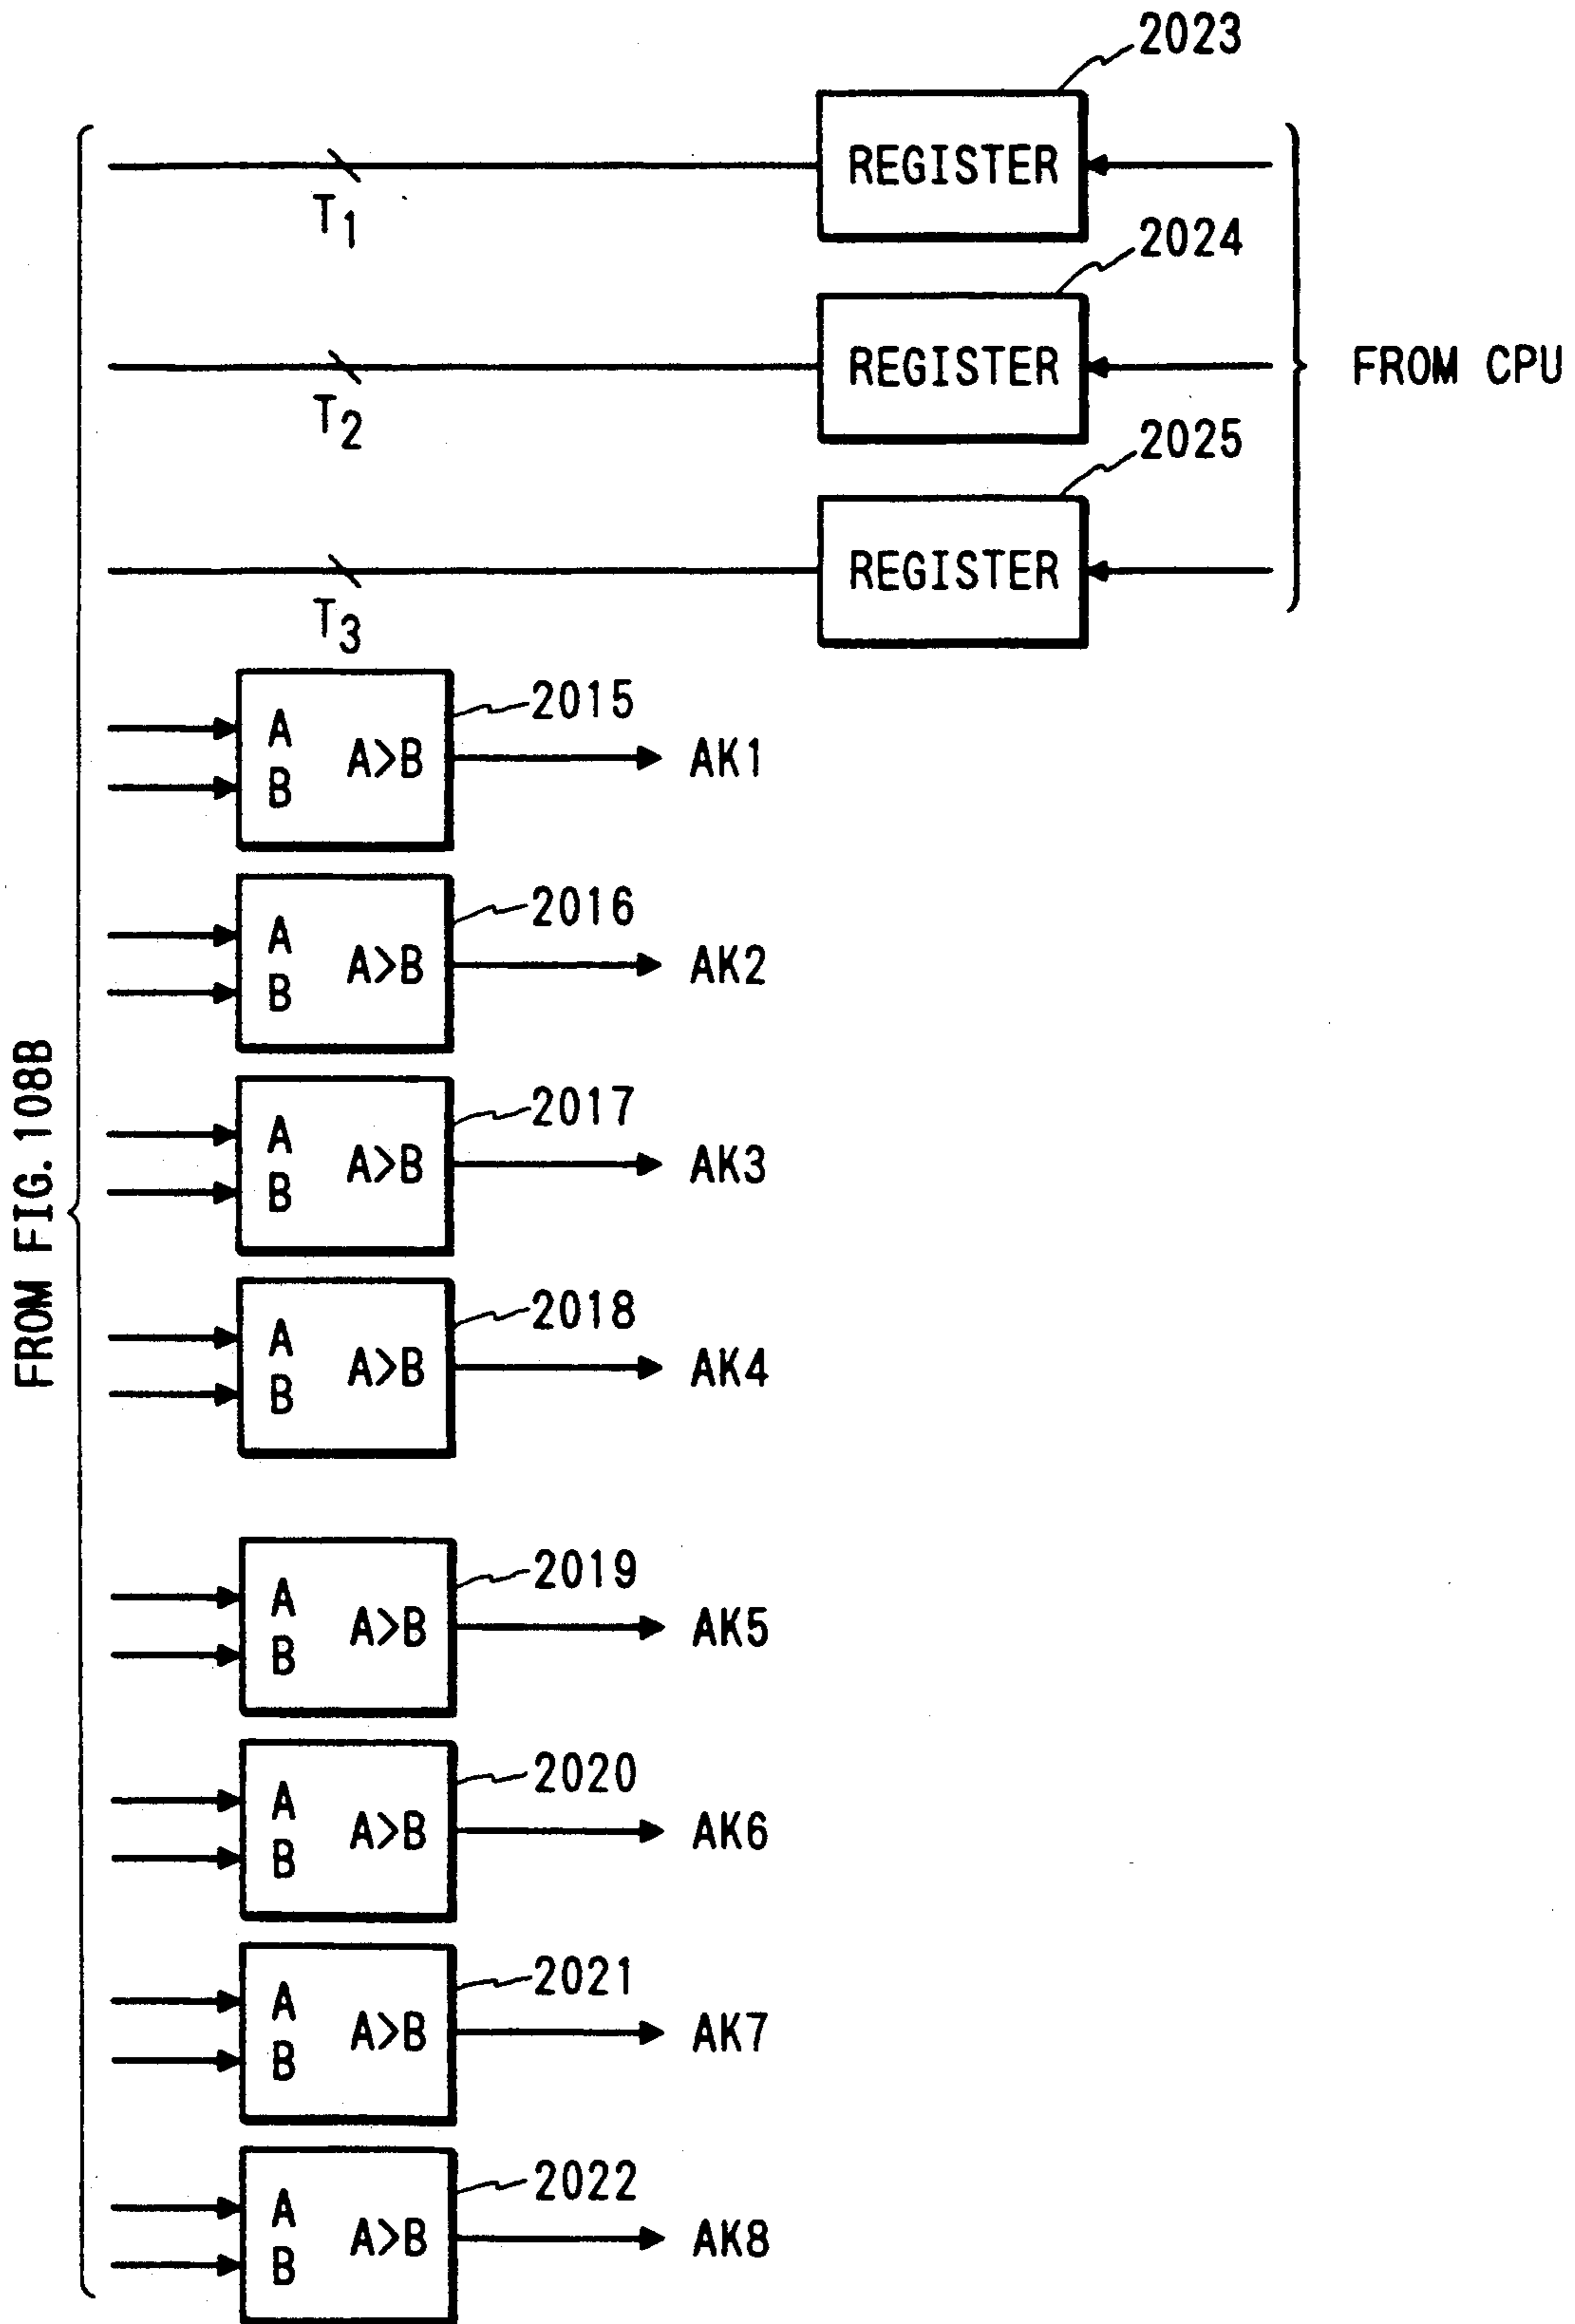 2023
REGISTER
T1
2024
REGISTER
FROM CPU
T2
2025
REGISTER
T3
2015
A
A>B
B
AK1
2016
A
A>B
B
AK2
2017
A
A>B
B
AK3
FROM FIG. 108B
2018
A
A>B
B
AK4
2019
A
A>B
B
AK5
2020
A
A>B
B
AK6
2021
A
A>B
B
AK7
2022
A
A>B
B
AK8